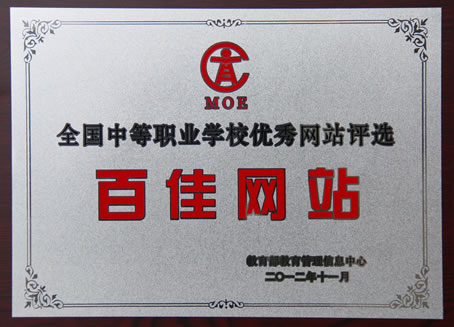 MOE
全国中等职业学校优秀网站评选
百佳网站
教育部教育管理信息中心
二〇一二年十一月